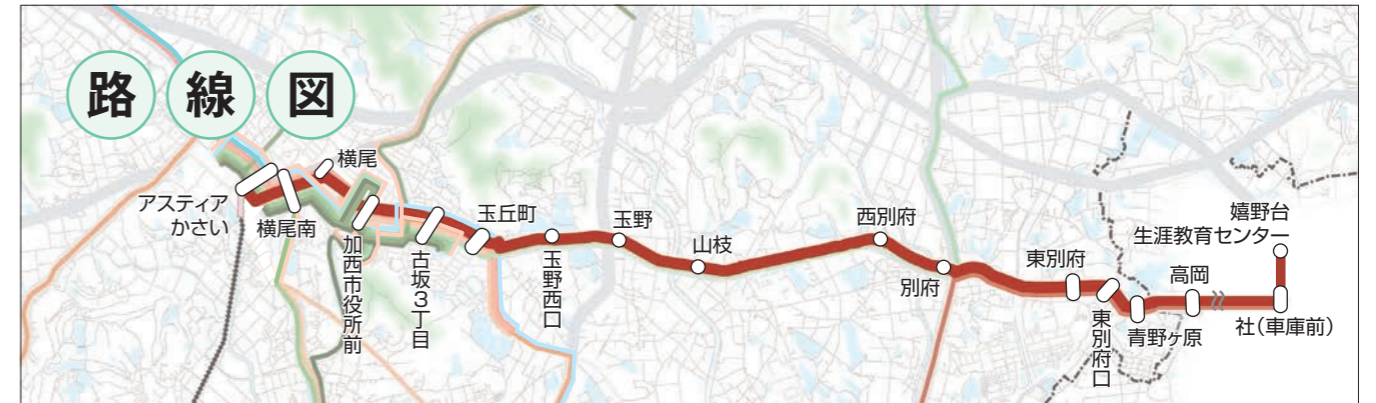 路線図
横尾
アスティア
かさい
横尾南
加西市役所前
古坂3丁目
玉丘町
玉野西口
玉野
山枝
西別府
別府
東別府
東別府口
青野ヶ原
高岡
嬉野台
生涯教育センター
社(車庫前)